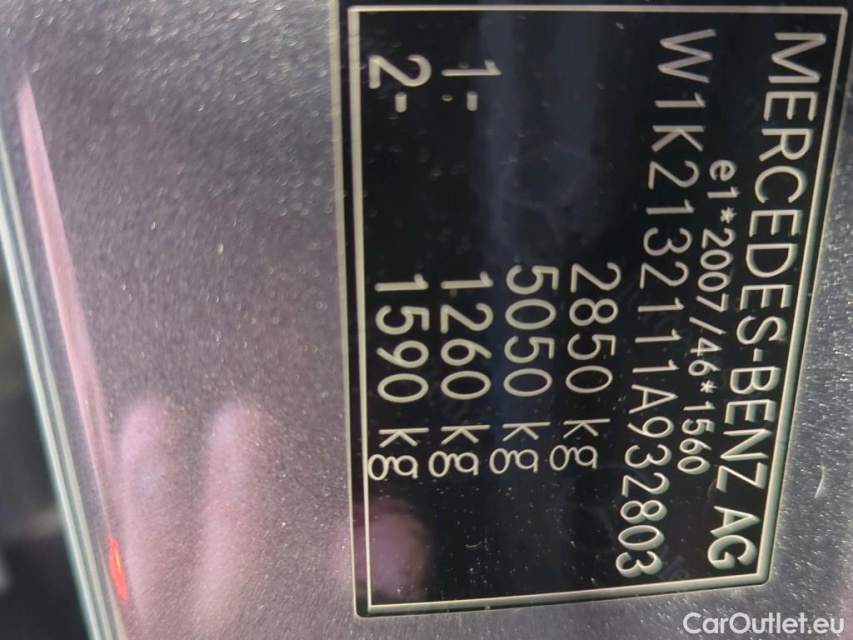 MERCEDES-BENZ AG
e1*2007/46*1560
W1K2132111A932803
2850 kg
5050 kg
1- 1260 kg
2- 1590 kg
CarOutlet.eu